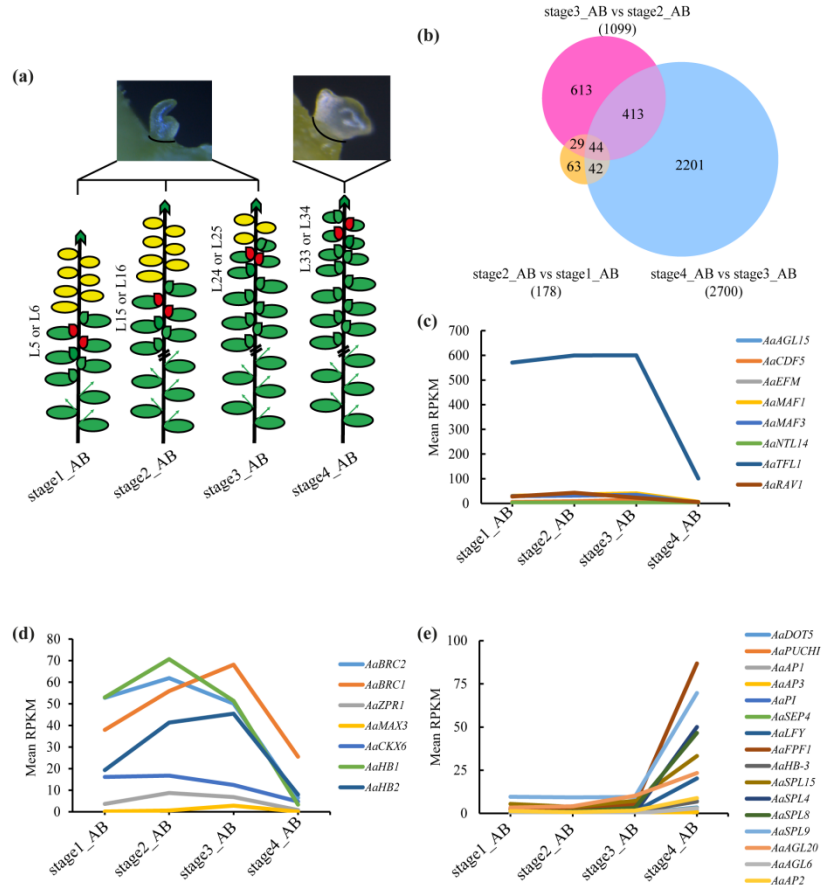 (a)
L5 or L6
L15 or L16
L24 or L25
L33 or L34
stage1_AB
stage2_AB
stage3_AB
stage4_AB
(b)
stage3_AB vs stage2_AB
(1099)
613
413
29
44
63
42
2201
stage2_AB vs stage1_AB
(178)
stage4_AB vs stage3_AB
(2700)
(c)
Mean RPKM
700
600
500
400
300
200
100
0
stage1_AB
stage2_AB
stage3_AB
stage4_AB
AaAGL15
AaCDF5
AaEFM
AaMAF1
AaMAF3
AaNTL14
AaTFL1
AaRAV1
(d)
Mean RPKM
80
70
60
50
40
30
20
10
0
stage1_AB
stage2_AB
stage3_AB
stage4_AB
AaBRC2
AaBRC1
AaZPR1
AaMAX3
AaCKX6
AaHB1
AaHB2
(e)
Mean RPKM
100
75
50
25
0
stage1_AB
stage2_AB
stage3_AB
stage4_AB
AaDOT5
AaPUCHI
AaAP1
AaAP3
AaPI
AaSEP4
AaLFY
AaFPF1
AaHB-3
AaSPL15
AaSPL4
AaSPL8
AaSPL9
AaAGL20
AaAGL6
AaAP2